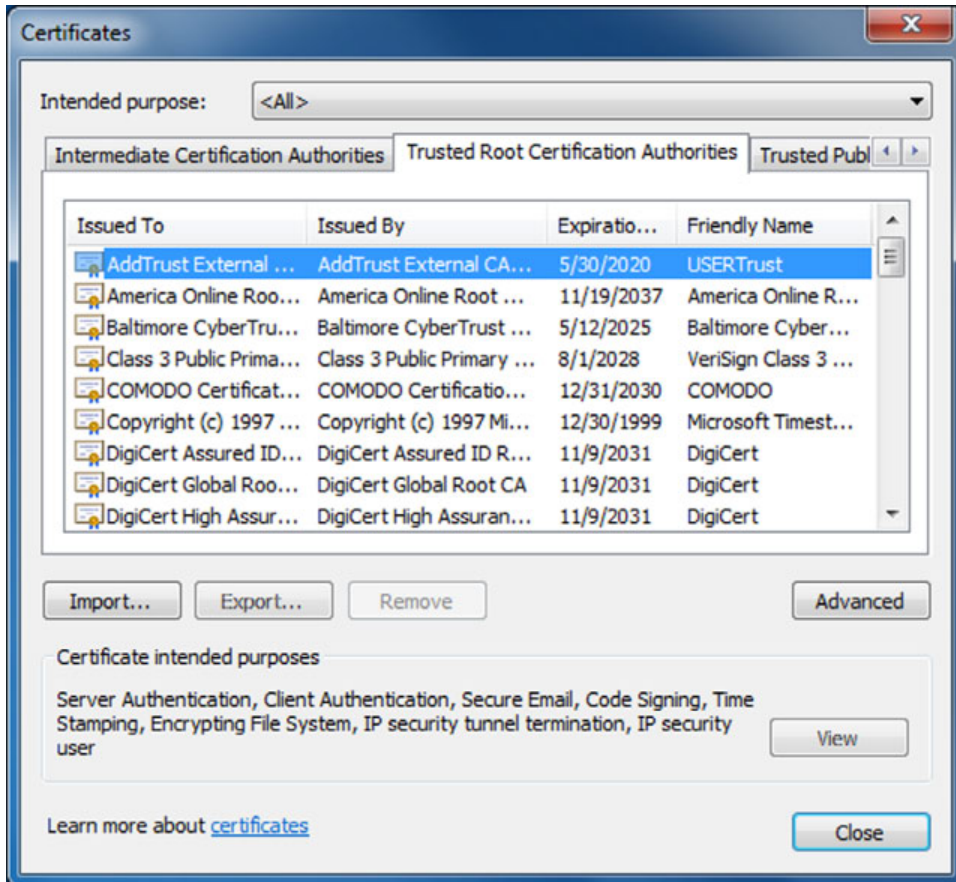 Certificates
Intended purpose: <All>
Intermediate Certification Authorities Trusted Root Certification Authorities Trusted Publ
Issued To Issued By Expiratio... Friendly Name
AddTrust External ... AddTrust External CA... 5/30/2020 USERTrust
America Online Roo... America Online Root ... 11/19/2037 America Online R...
Baltimore CyberTru... Baltimore CyberTrust ... 5/12/2025 Baltimore Cyber...
Class 3 Public Prima... Class 3 Public Primary ... 8/1/2028 VeriSign Class 3 ...
COMODO Certificat... COMODO Certificatio... 12/31/2030 COMODO
Copyright (c) 1997 ... Copyright (c) 1997 Mi... 12/30/1999 Microsoft Timest...
DigiCert Assured ID... DigiCert Assured ID R... 11/9/2031 DigiCert
DigiCert Global Roo... DigiCert Global Root CA 11/9/2031 DigiCert
DigiCert High Assur... DigiCert High Assuran... 11/9/2031 DigiCert
Import... Export... Remove Advanced
Certificate intended purposes
Server Authentication, Client Authentication, Secure Email, Code Signing, Time
Stamping, Encrypting File System, IP security tunnel termination, IP security
user
View
Learn more about certificates
Close